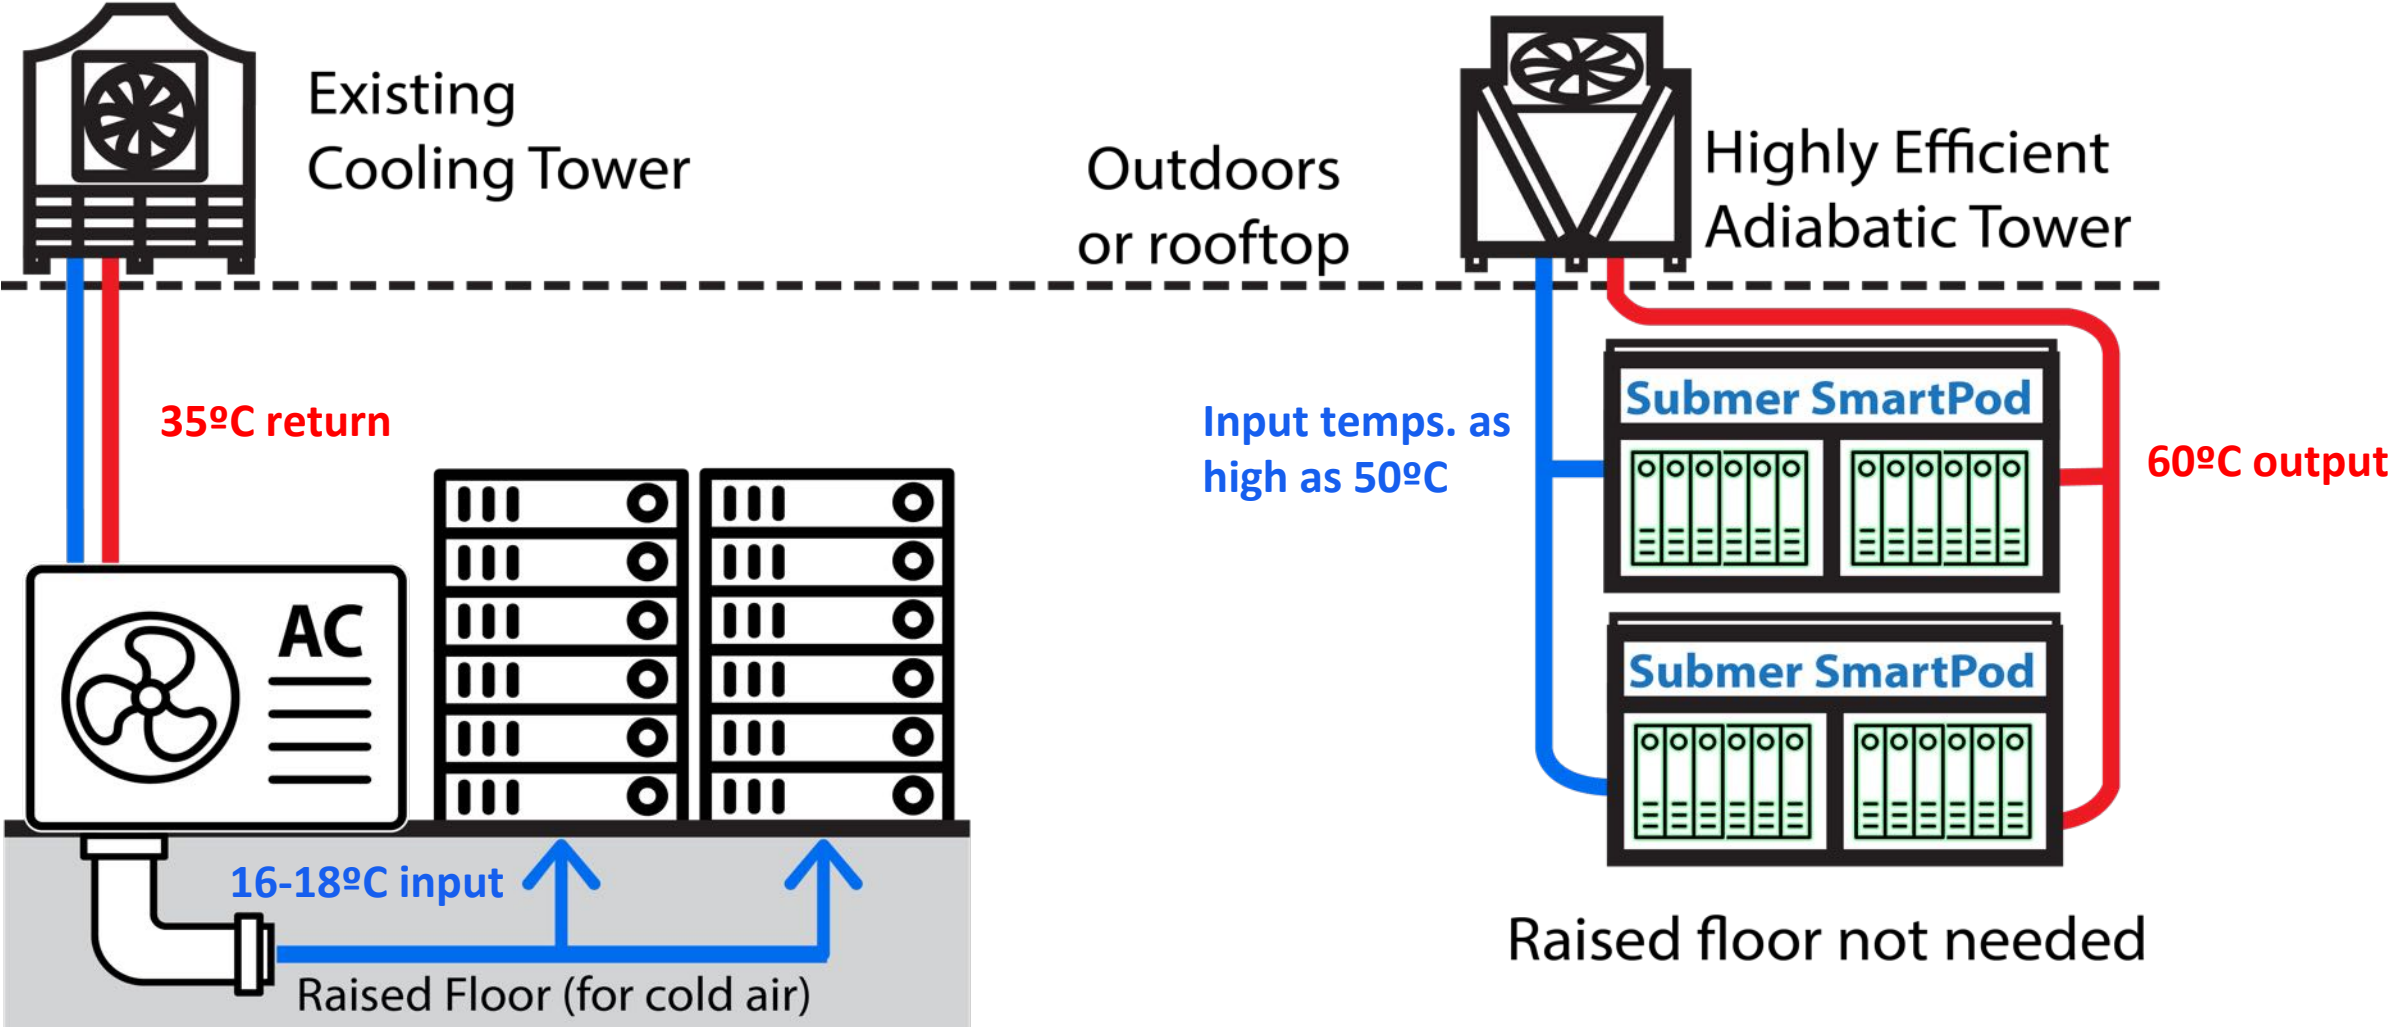 Existing
Cooling Tower
Outdoors
or rooftop
Highly Efficient
Adiabatic Tower
35ºC return
AC
16-18ºC input
Raised Floor (for cold air)
Input temps. as
high as 50ºC
Submer SmartPod
60ºC output
Submer SmartPod
Raised floor not needed